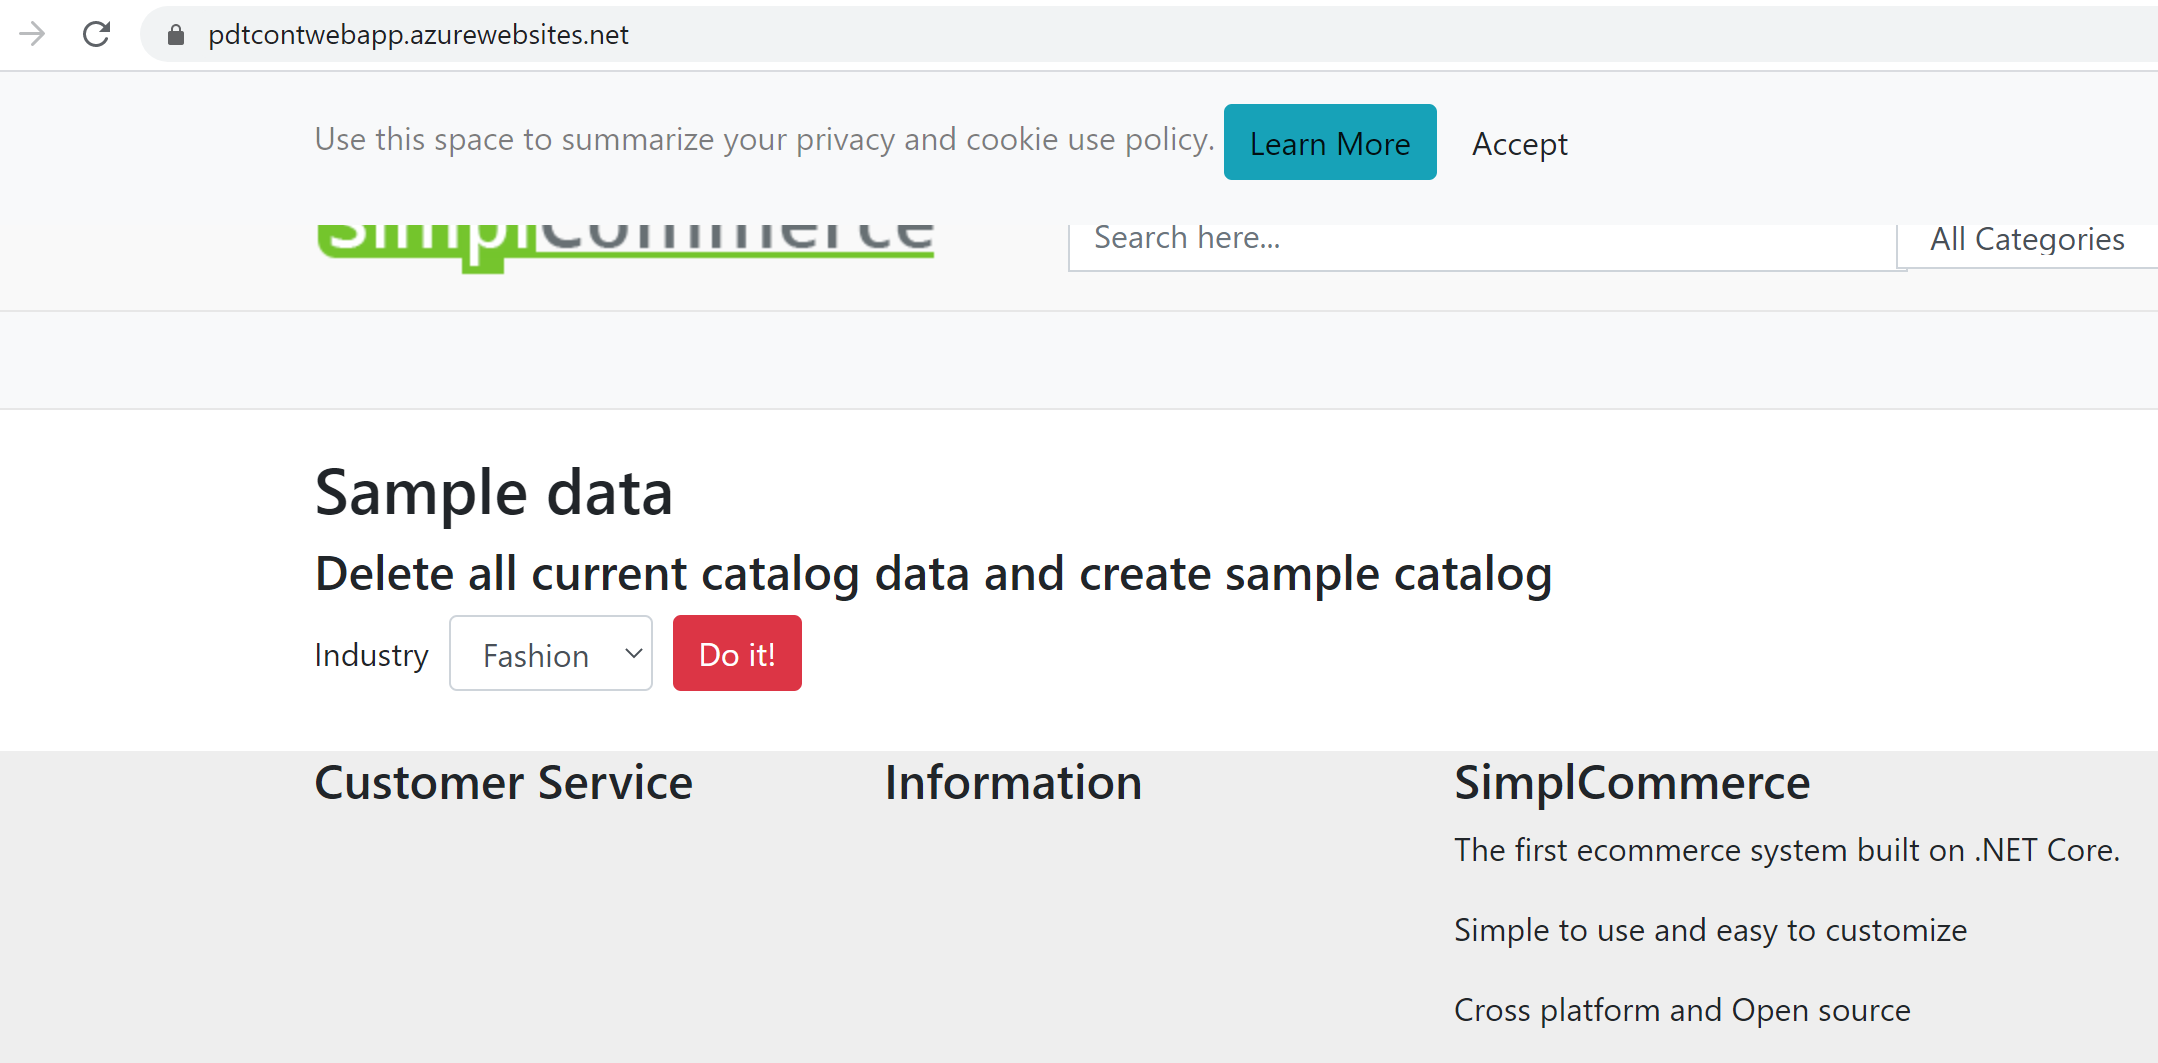 pdtcontwebapp.azurewebsites.net
Use this space to summarize your privacy and cookie use policy. Learn More Accept
SimplCommerce Search here... All Categories
Sample data
Delete all current catalog data and create sample catalog
Industry Fashion Do it!
Customer Service Information SimplCommerce
The first ecommerce system built on .NET Core.
Simple to use and easy to customize
Cross platform and Open source